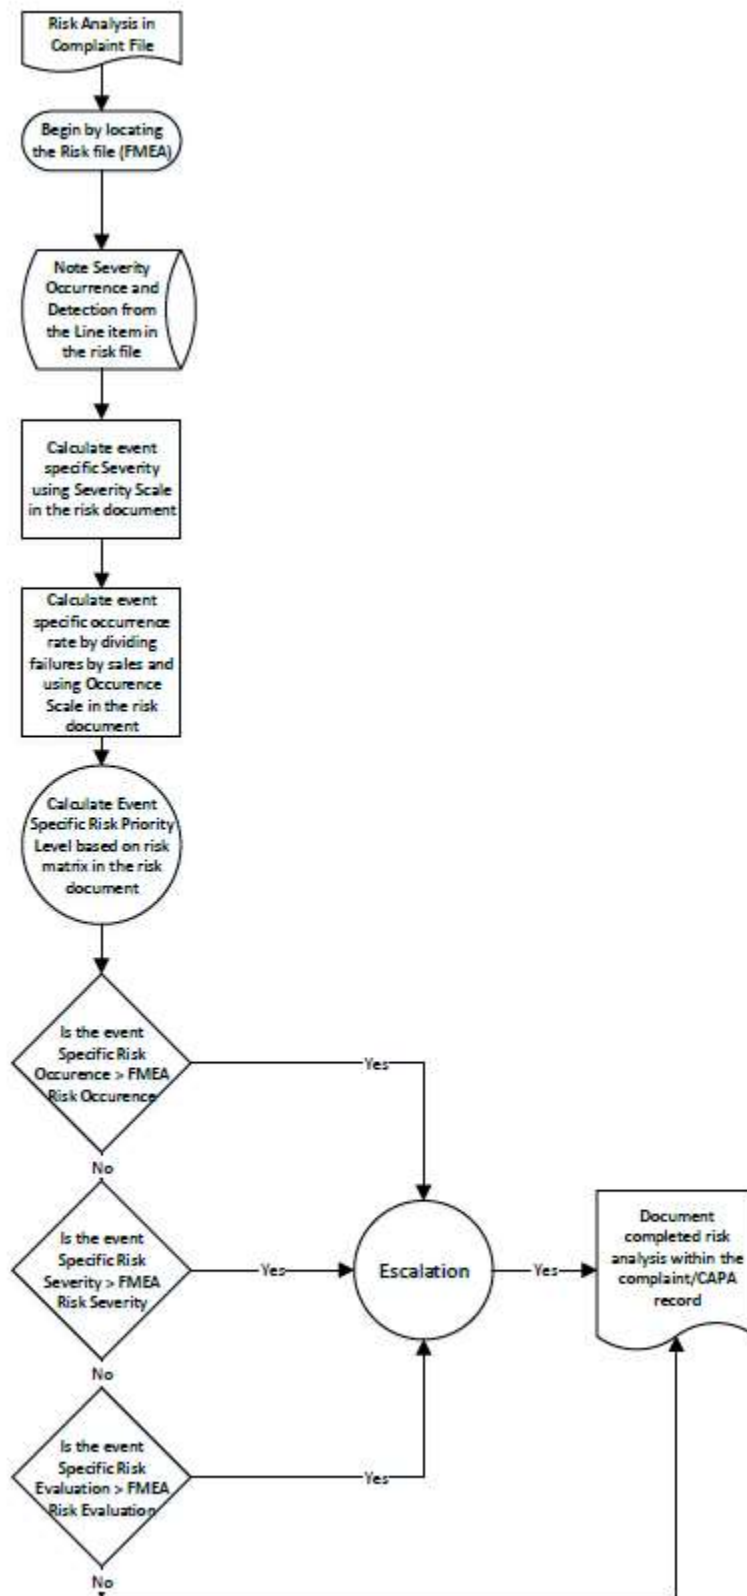 Risk Analysis in
Complaint File
Begin by locating
the Risk file (FMEA)
Note Severity
Occurrence and
Detection from
the Line item in
the risk file
Calculate event
specific Severity
using Severity Scale
in the risk document
Calculate event
specific occurrence
rate by dividing
failures by sales and
using Occurence
Scale in the risk
document
Calculate Event
Specific Risk Priority
Level based on risk
matrix in the risk
document
Is the event
Specific Risk
Occurence > FMEA
Risk Occurence
Yes
No
Is the event
Specific Risk
Severity > FMEA
Risk Severity
Yes
Escalation
Yes
Document
completed risk
analysis within the
complaint/CAPA
record
No
Is the event
Specific Risk
Evaluation > FMEA
Risk Evaluation
Yes
No